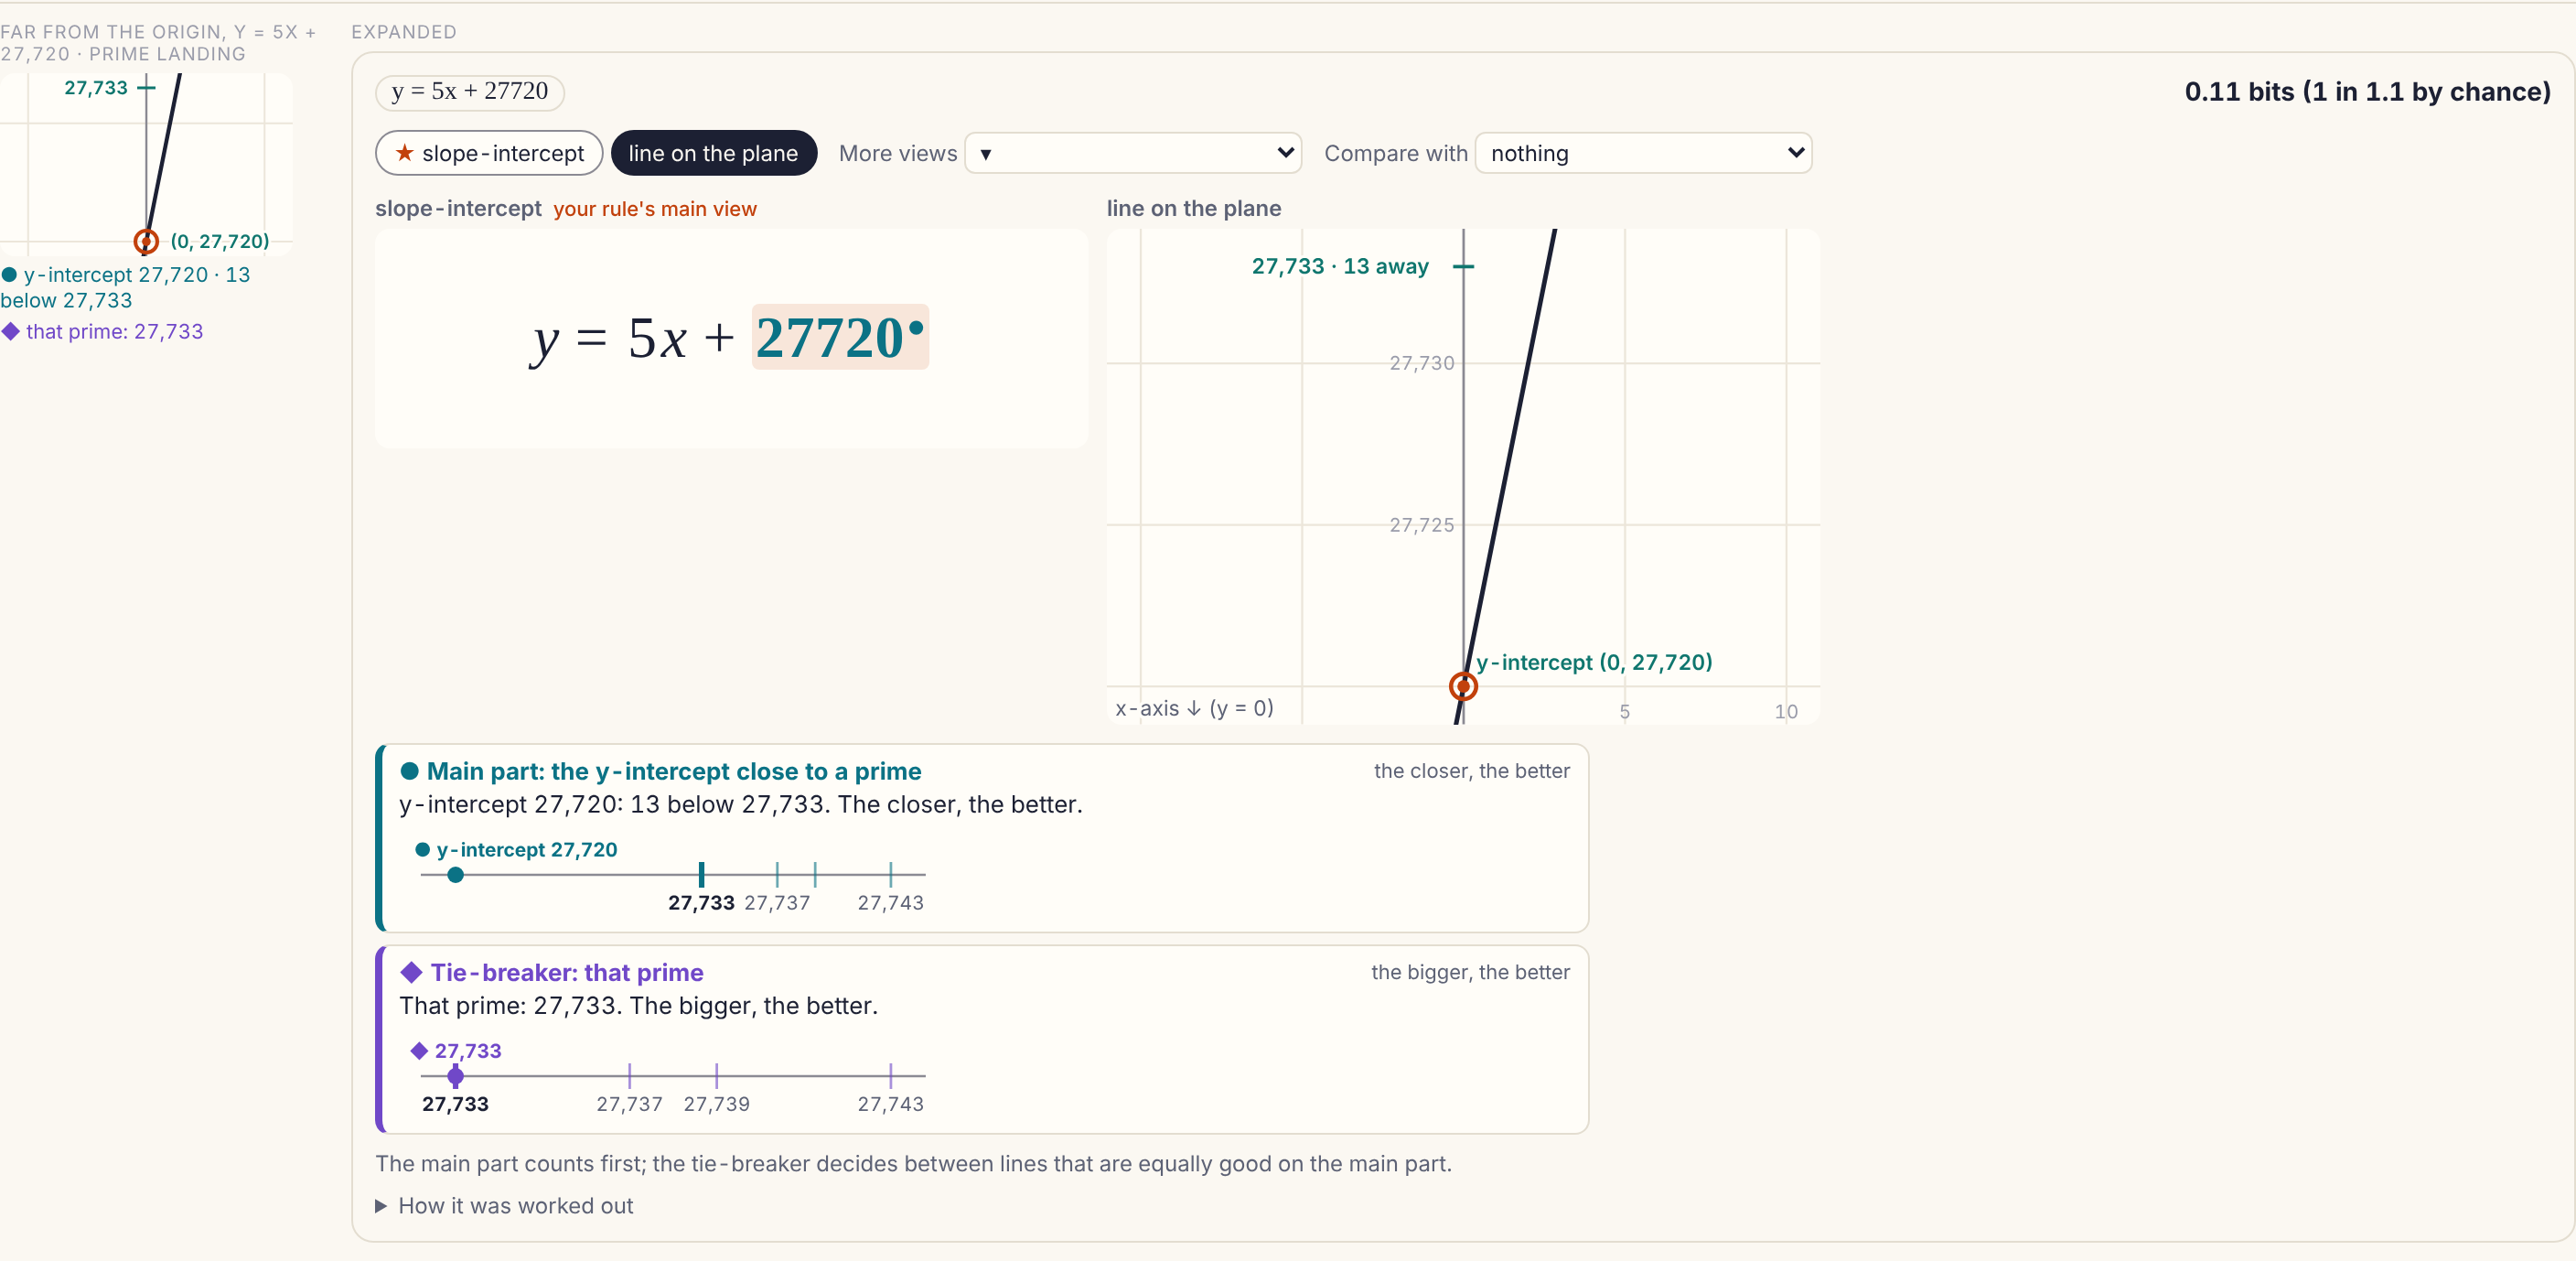 FAR FROM THE ORIGIN, Y = 5X +
27,720 · PRIME LANDING
27,733
(0, 27,720)
● y-intercept 27,720 · 13
below 27,733
◆ that prime: 27,733
EXPANDED
y = 5x + 27720
0.11 bits (1 in 1.1 by chance)
★ slope-intercept
line on the plane
More views
▾
Compare with
nothing
slope-intercept your rule's main view
y = 5x + 27720●
line on the plane
27,733 · 13 away
27,730
27,725
y-intercept (0, 27,720)
x-axis ↓ (y = 0)
5
10
● Main part: the y-intercept close to a prime
the closer, the better
y-intercept 27,720: 13 below 27,733. The closer, the better.
● y-intercept 27,720
27,733 27,737 27,743
◆ Tie-breaker: that prime
the bigger, the better
That prime: 27,733. The bigger, the better.
◆ 27,733
27,733 27,737 27,739 27,743
The main part counts first; the tie-breaker decides between lines that are equally good on the main part.
▶ How it was worked out